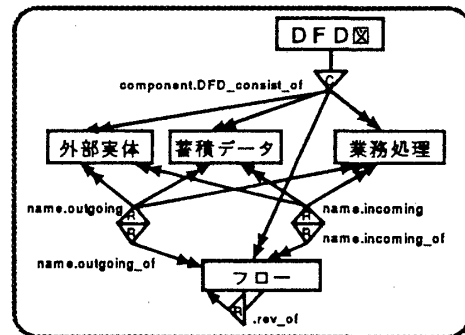 ＤＦＤ図
C
component.DFD_consist_of
外部実体
蓄積データ
業務処理
name.outgoing
R
R
name.incoming
R
R
name.incoming_of
name.outgoing_of
フロー
R
.rev_of